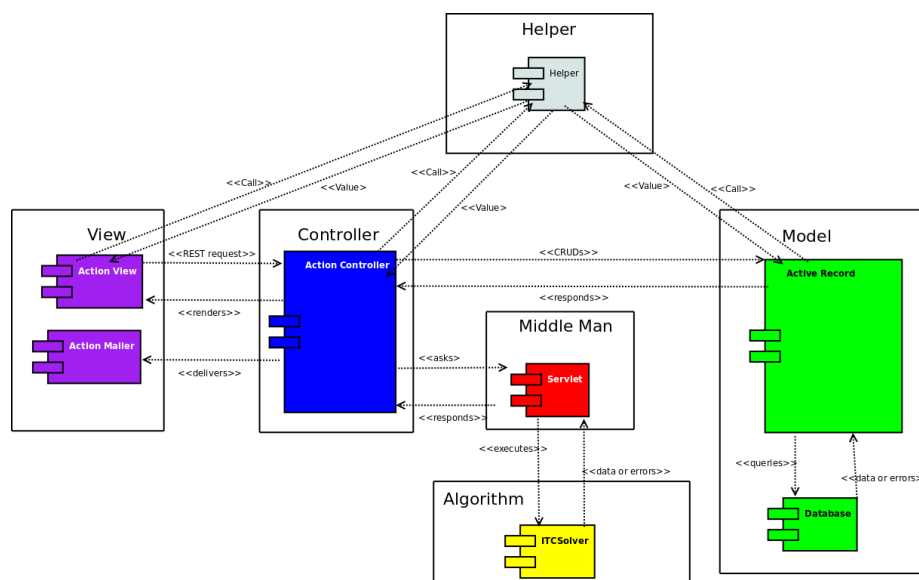 Helper
Helper
<<Call>>
<<Value>
<<Call>>
<<Value>>
<<Value>>
<<Call>>
View
Controller
Model
Action View
<<REST request>>
Action Controller
<<CRUDs>>
Active Record
<<responds>>
<<renders>>
Middle Man
Action Mailer
<<asks>
Servlet
<<delivers>>
<<responds>>
<<executes>>
<<data or errors>>
<<queries>>
<<data or errors>>
Algorithm
Database
ITCSolver